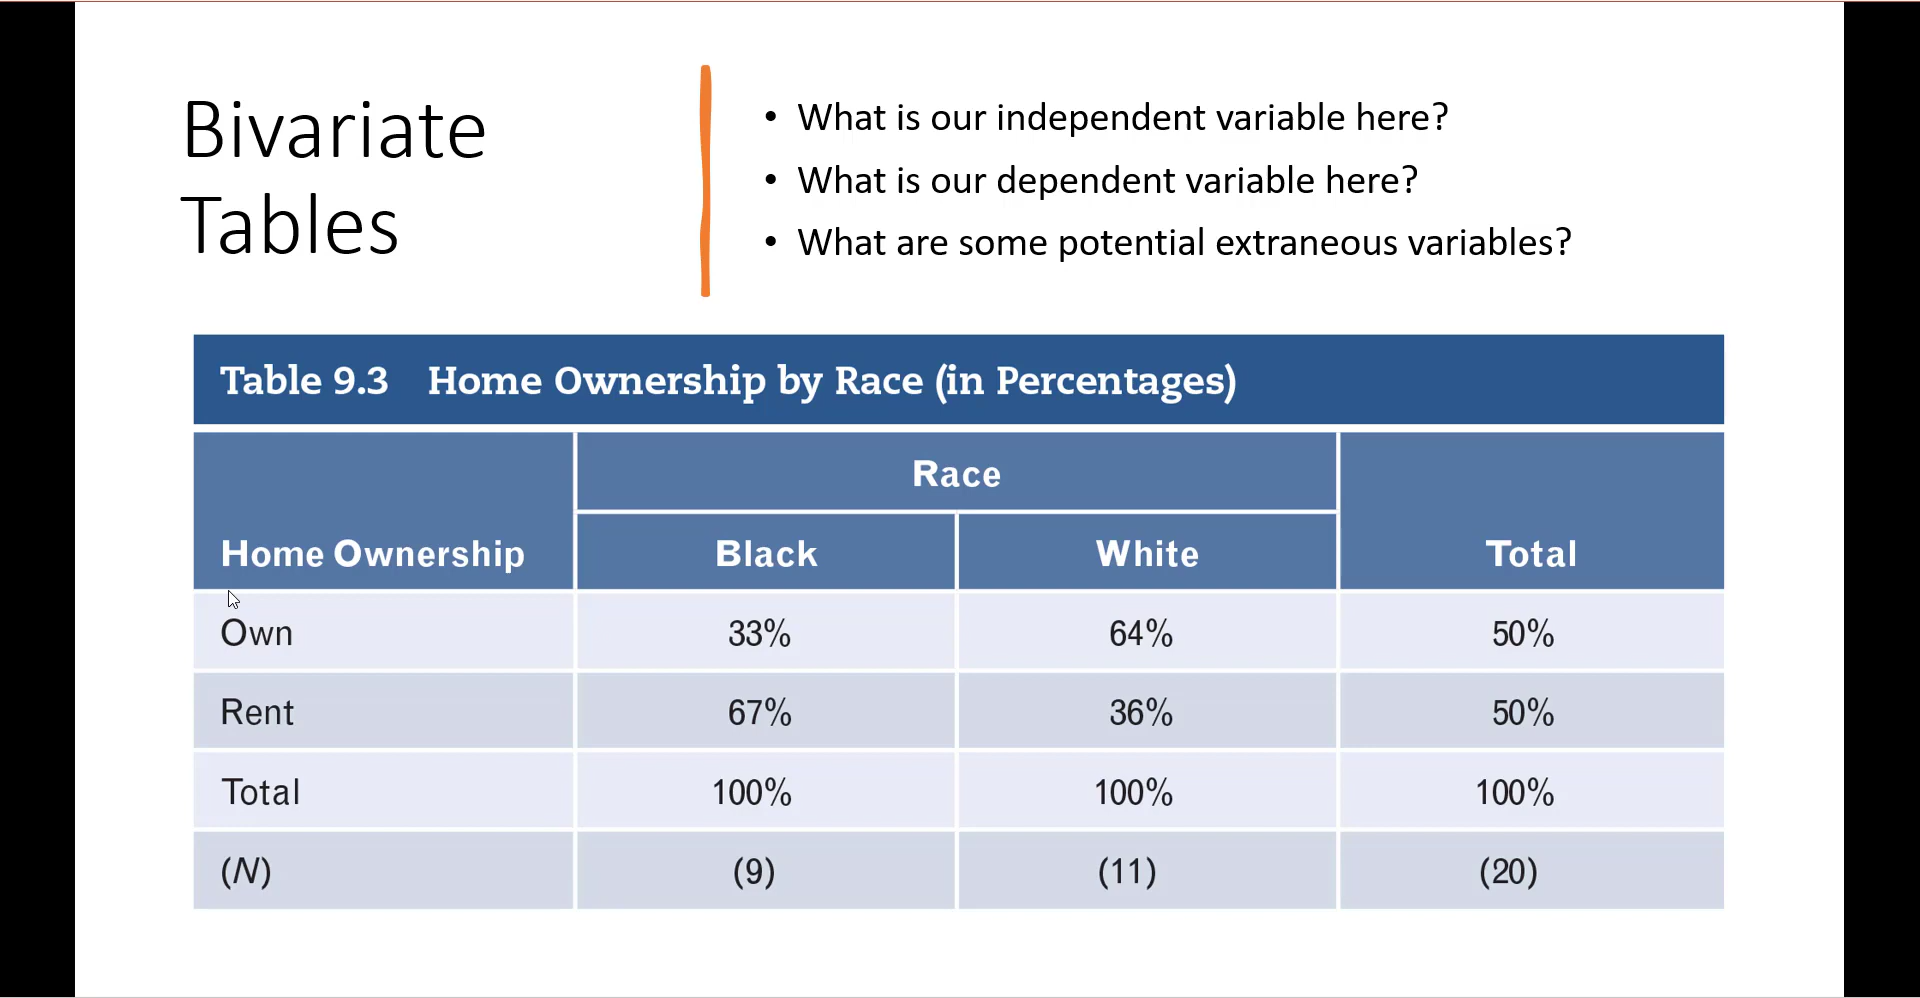 Bivariate
Tables
• What is our independent variable here?
• What is our dependent variable here?
• What are some potential extraneous variables?
Table 9.3 Home Ownership by Race (in Percentages)
Race
Home Ownership Black White Total
Own 33% 64% 50%
Rent 67% 36% 50%
Total 100% 100% 100%
(N) (9) (11) (20)